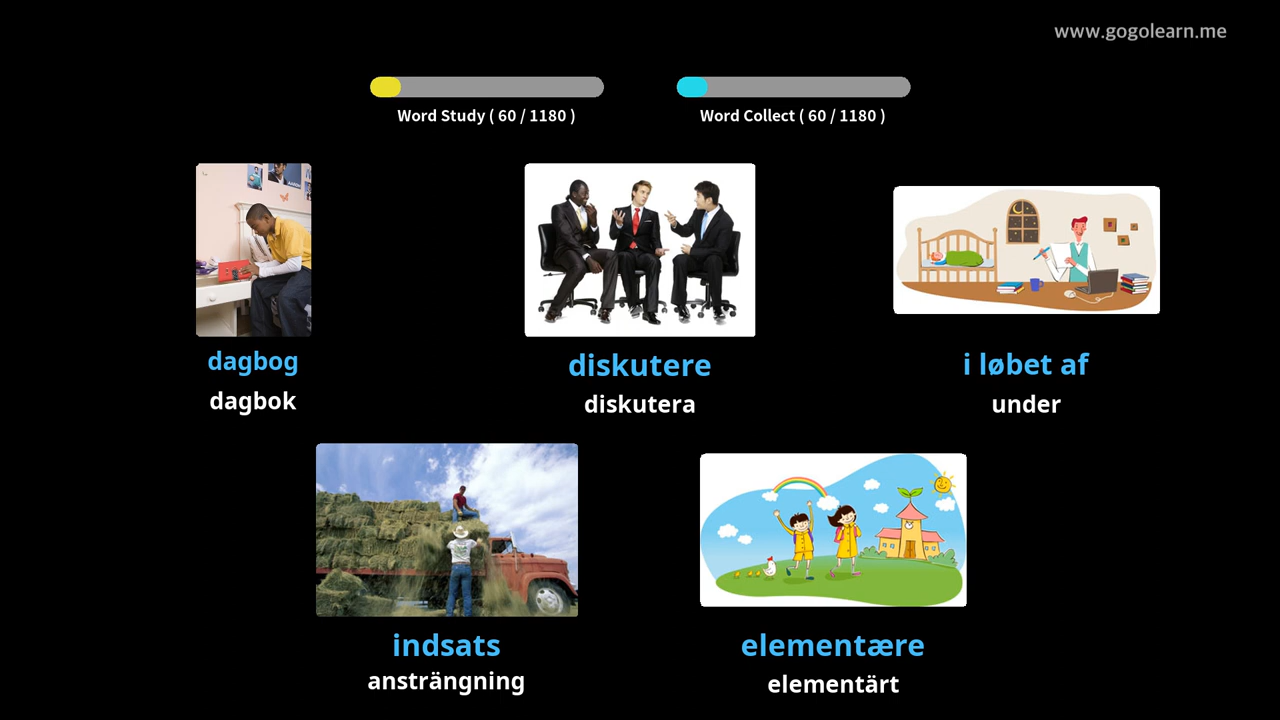 www.gogolearn.me
Word Study ( 60 / 1180 )
Word Collect ( 60 / 1180 )
dagbog
dagbok
diskutere
diskutera
i løbet af
under
indsats
ansträngning
elementære
elementärt